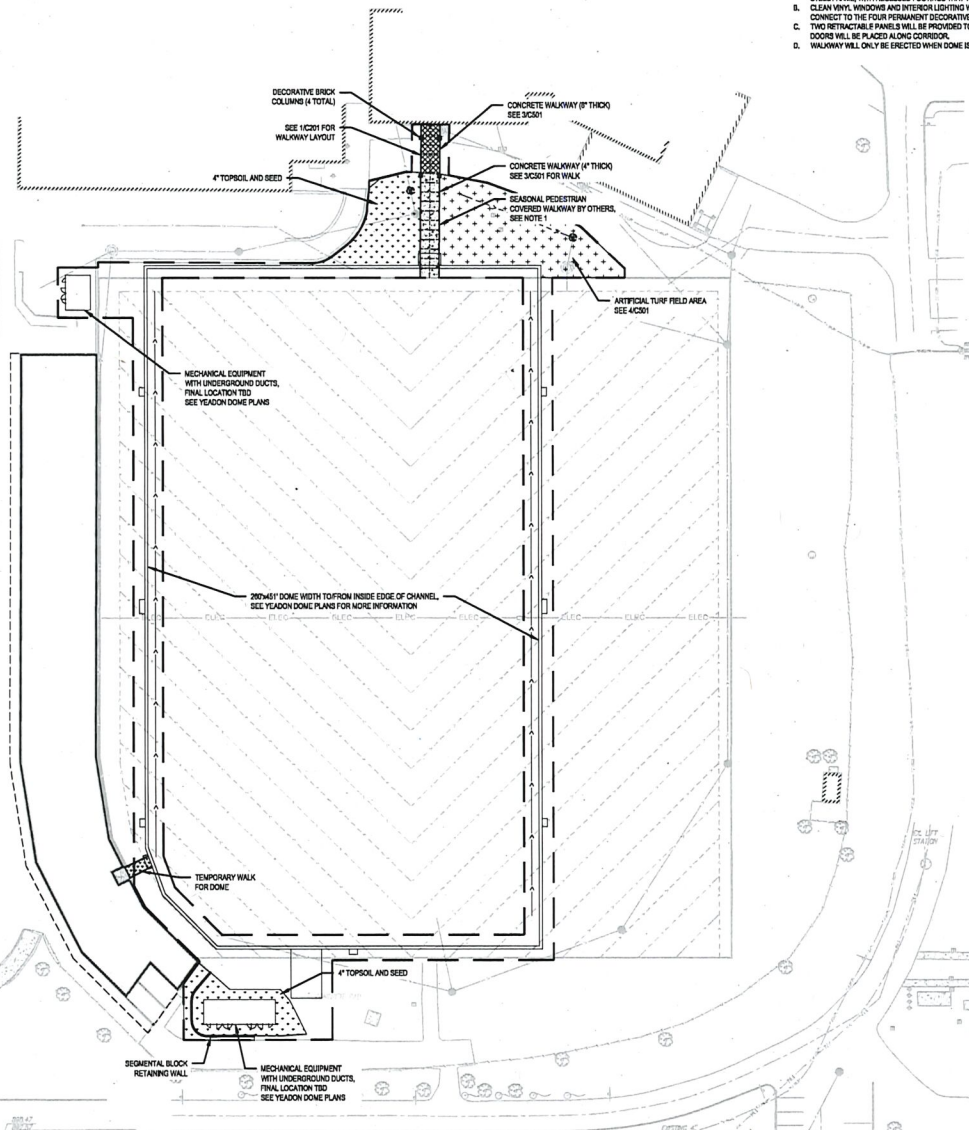 B. CLEAN VINYL WINDOWS AND INTERIOR LIGHTING
CONNECT TO THE FOUR PERMANENT DECORATIVE
C. TWO RETRACTABLE PANELS WILL BE PROVIDED TO
DOORS WILL BE PLACED ALONG CORRIDOR.
D. WALKWAY WILL ONLY BE ERECTED WHEN DOME IS
DECORATIVE BRICK
COLUMNS (4 TOTAL)
SEE 1/C201 FOR
WALKWAY LAYOUT
4" TOPSOIL AND SEED
CONCRETE WALKWAY (8" THICK)
SEE 3/C501
CONCRETE WALKWAY (4" THICK)
SEE 3/C501 FOR WALK
SEASONAL PEDESTRIAN
COVERED WALKWAY BY OTHERS,
SEE NOTE 1
ARTIFICIAL TURF FIELD AREA
SEE 4/C501
MECHANICAL EQUIPMENT
WITH UNDERGROUND DUCTS,
FINAL LOCATION TBD
SEE YEADON DOME PLANS
260'x451' DOME WIDTH TO/FROM INSIDE EDGE OF CHANNEL,
SEE YEADON DOME PLANS FOR MORE INFORMATION
ELEC ELEC ELEC ELEC ELEC ELEC ELEC ELEC ELEC
TEMPORARY WALK
FOR DOME
4" TOPSOIL AND SEED
SEGMENTAL BLOCK
RETAINING WALL
MECHANICAL EQUIPMENT
WITH UNDERGROUND DUCTS,
FINAL LOCATION TBD
SEE YEADON DOME PLANS
LIFT
STATION
EXISTING 4"